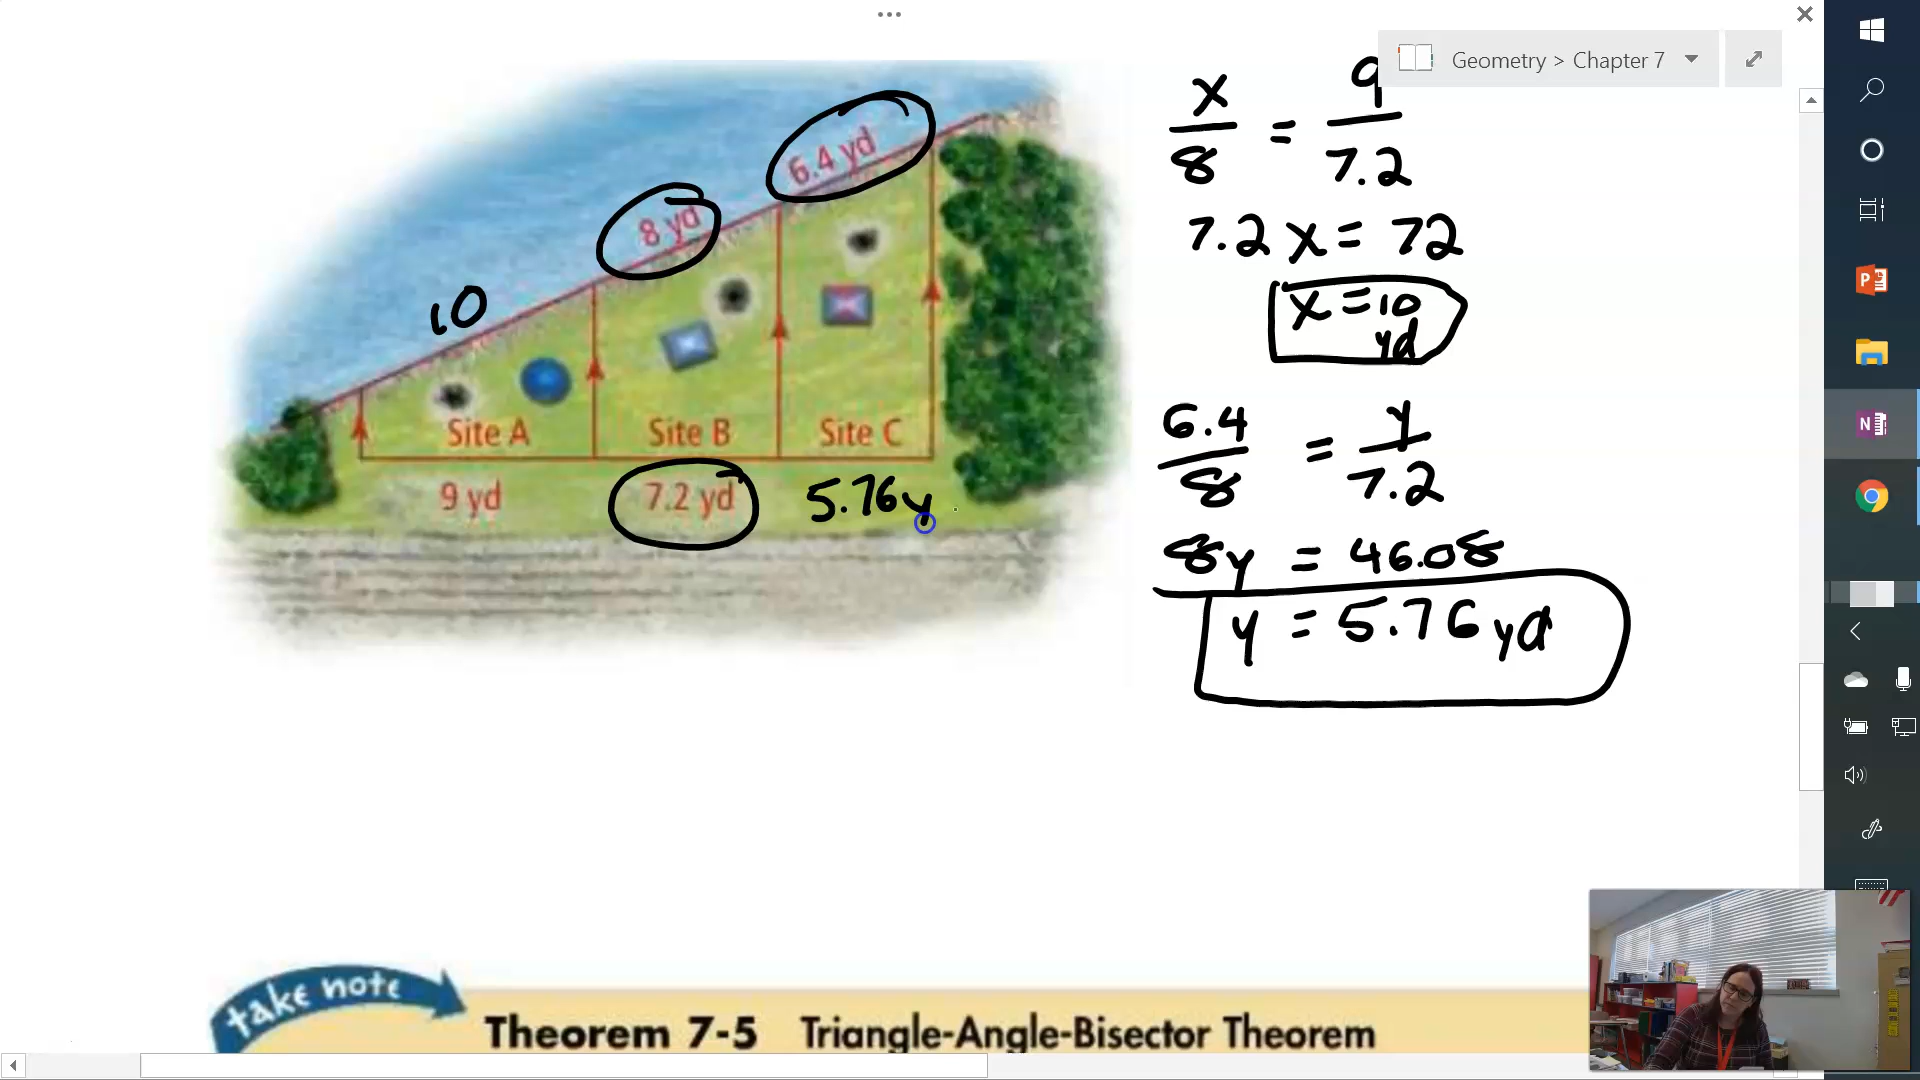 Geometry > Chapter 7
6.4 yd
8 yd
10
Site A
Site B
Site C
9 yd
7.2 yd
5.76y
x/8 = 9/7.2
7.2x = 72
x = 10
yd
6.4/8 = y/7.2
8y = 46.08
y = 5.76 yd
take note
Theorem 7-5 Triangle-Angle-Bisector Theorem